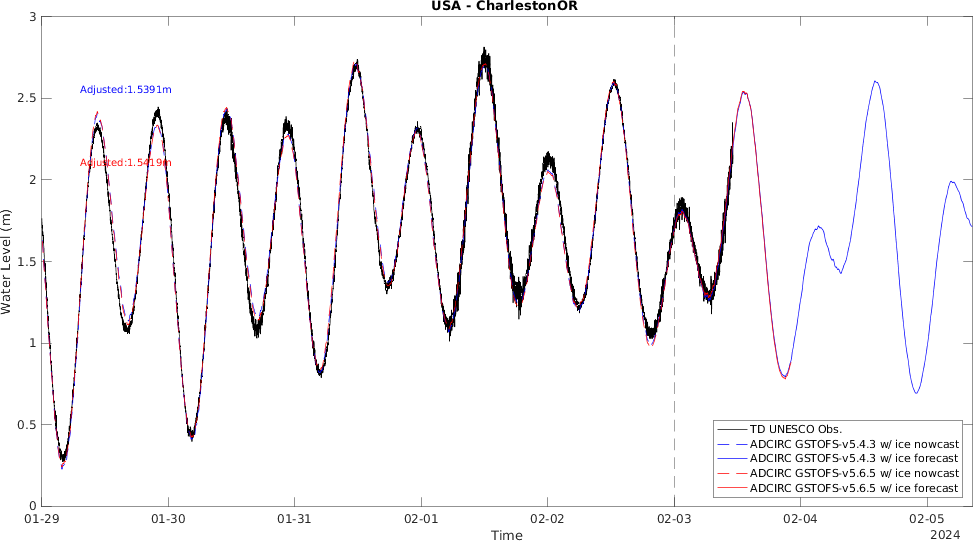 USA - CharlestonOR
3
2.5
2
1.5
1
0.5
0
Water Level (m)
Adjusted:1.5391m
Adjusted:1.5419m
TD UNESCO Obs.
ADCIRC GSTOFS-v5.4.3 w/ ice nowcast
ADCIRC GSTOFS-v5.4.3 w/ ice forecast
ADCIRC GSTOFS-v5.6.5 w/ ice nowcast
ADCIRC GSTOFS-v5.6.5 w/ ice forecast
01-29 01-30 01-31 02-01 02-02 02-03 02-04 02-05
Time
2024